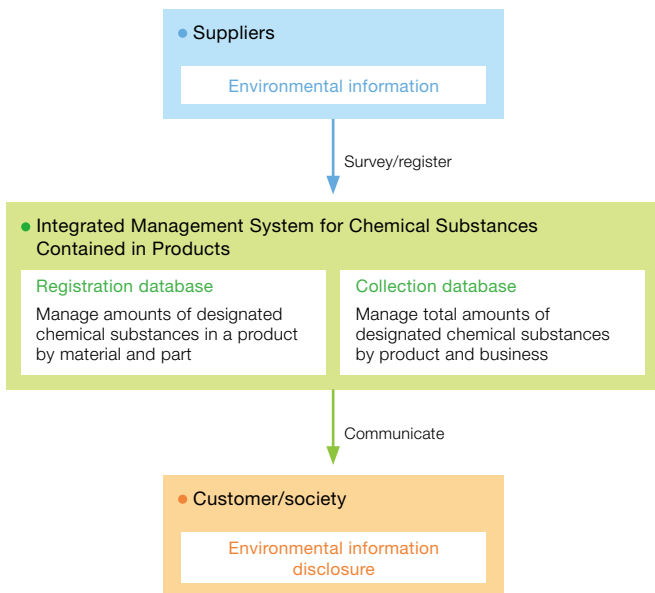 Suppliers
Environmental information
Survey/register
Integrated Management System for Chemical Substances
Contained in Products
Registration database
Manage amounts of designated
chemical substances in a product
by material and part
Collection database
Manage total amounts of
designated chemical substances
by product and business
Communicate
Customer/society
Environmental information
disclosure